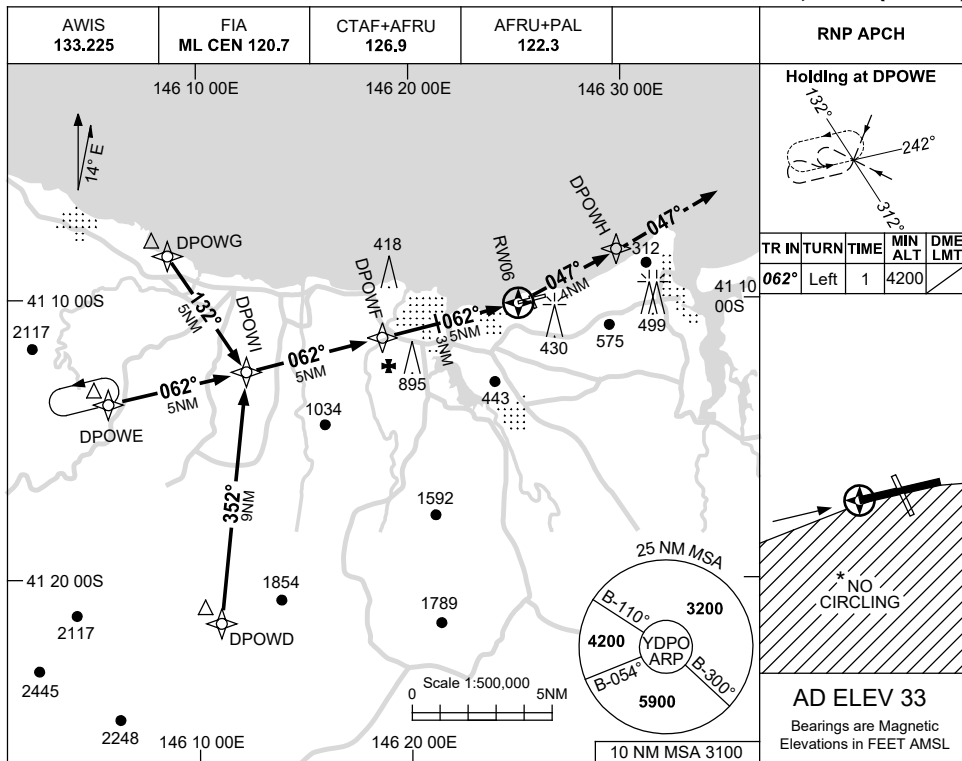 AWIS
133.225
FIA
ML CEN 120.7
CTAF+AFRU
126.9
AFRU+PAL
122.3
RNP APCH
146 10 00E
146 20 00E
146 30 00E
14° E
DPOWG
132°
5NM
DPOWI
418
DPOWF
RW06
DPOWH
047°
047°
4NM
312
41 10 00S
41 10
00S
2117
062°
5NM
062°
5NM
062°
5NM
3NM
895
430
499
575
443
DPOWE
1034
352°
9NM
1592
41 20 00S
1854
1789
DPOWD
2117
2445
2248
146 10 00E
146 20 00E
Scale 1:500,000
0
5NM
25 NM MSA
B-110°
3200
4200
YDPO
ARP
B-054°
B-300°
5900
10 NM MSA 3100
Holding at DPOWE
132°
242°
312°
TR IN TURN TIME MIN ALT DME LMT
062° Left 1 4200
*NO
CIRCLING
AD ELEV 33
Bearings are Magnetic
Elevations in FEET AMSL